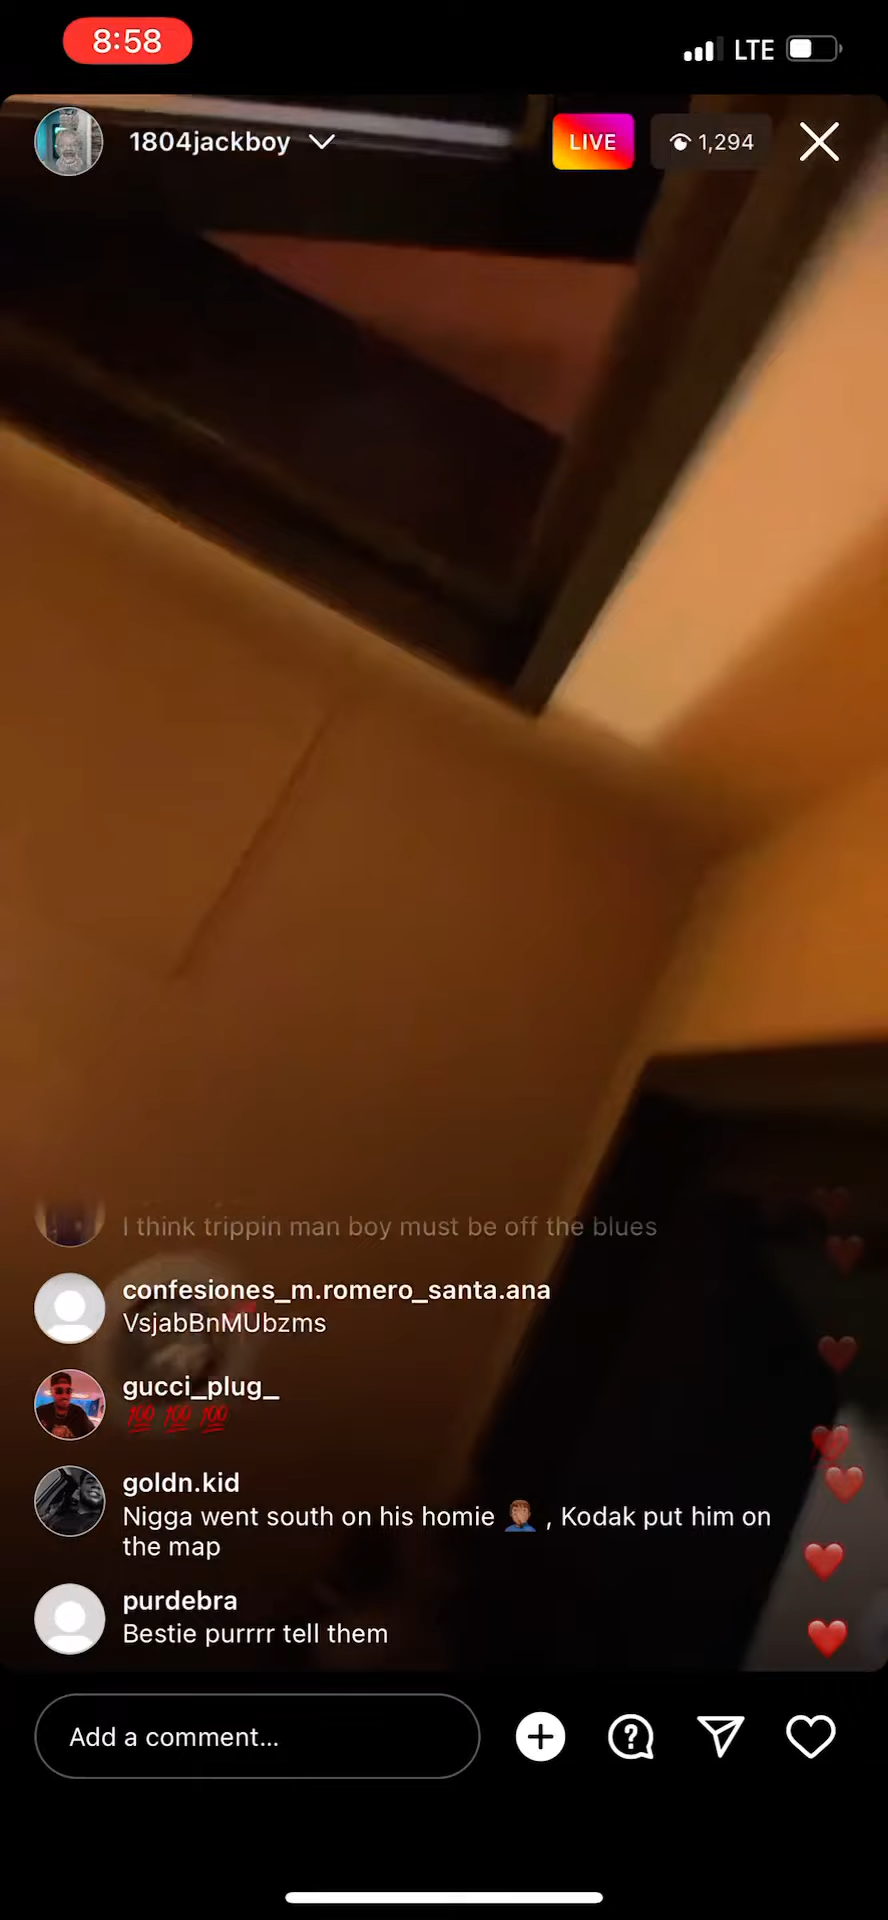 8:58
LTE
1804jackboy
LIVE
1,294
I think trippin man boy must be off the blues
confesiones_m.romero_santa.ana
VsjabBnMUbzms
gucci_plug_
💯 💯 💯
goldn.kid
Nigga went south on his homie 🤦🏽‍♂️ , Kodak put him on
the map
purdebra
Bestie purrrr tell them
Add a comment...